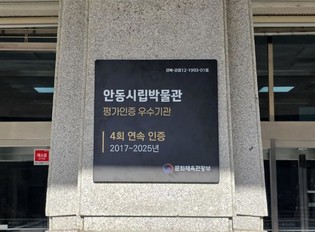 안동시립박물관
평가인증 우수기관
4회 연속 인증
2017~2025년
문화체육관광부